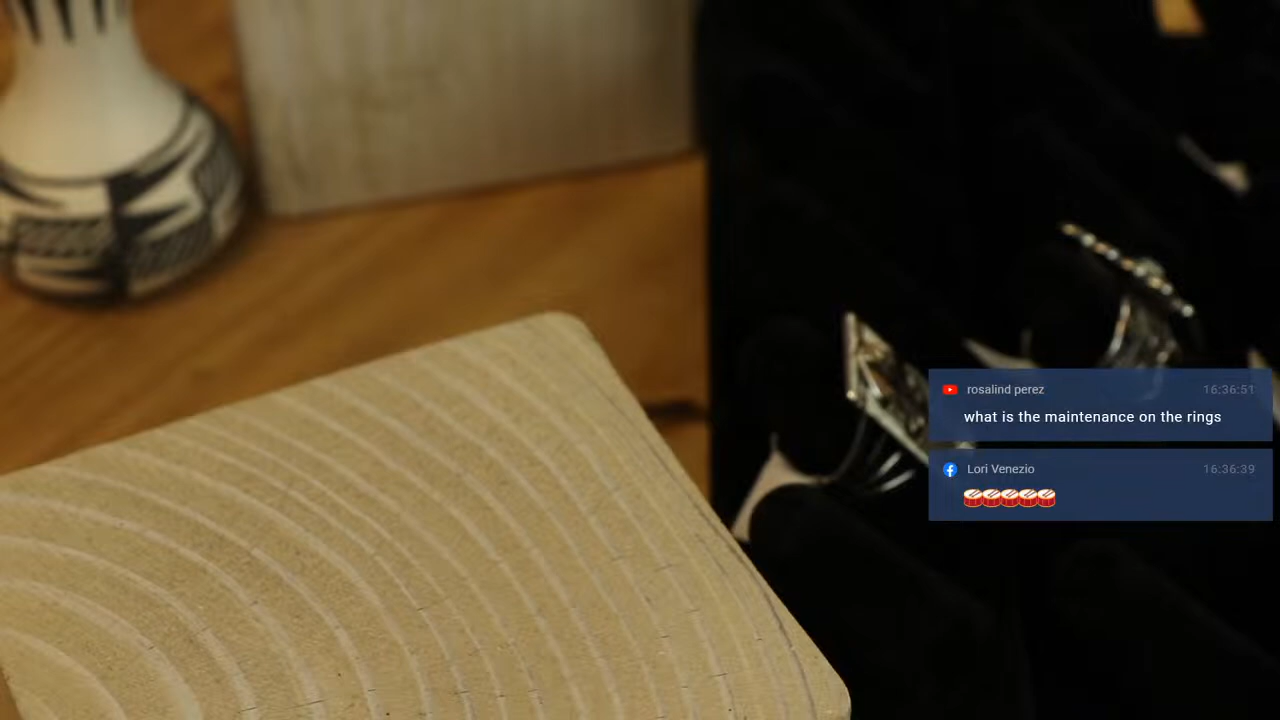 rosalind perez 16:36:51
what is the maintenance on the rings
Lori Venezio 16:36:39
🥁🥁🥁🥁🥁